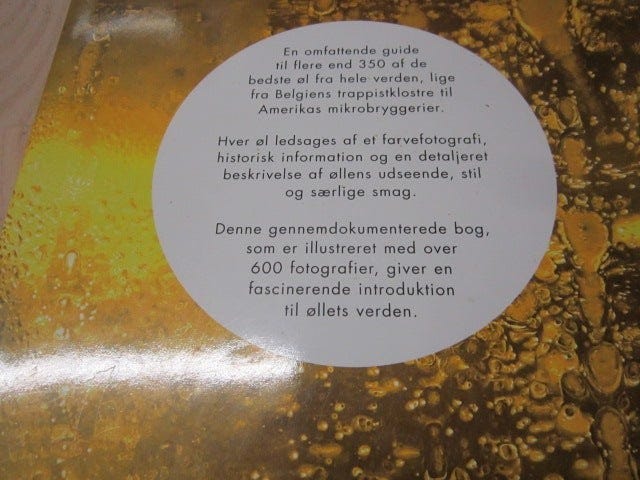 En omfattende guide
til flere end 350 af de
bedste øl fra hele verden, lige
fra Belgiens trappistklostre til
Amerikas mikrobryggerier.
Hver øl ledsages af et farvefotografi,
historisk information og en detaljeret
beskrivelse af øllens udseende, stil
og særlige smag.
Denne gennemdokumenterede bog,
som er illustreret med over
600 fotografier, giver en
fascinerende introduktion
til øllets verden.